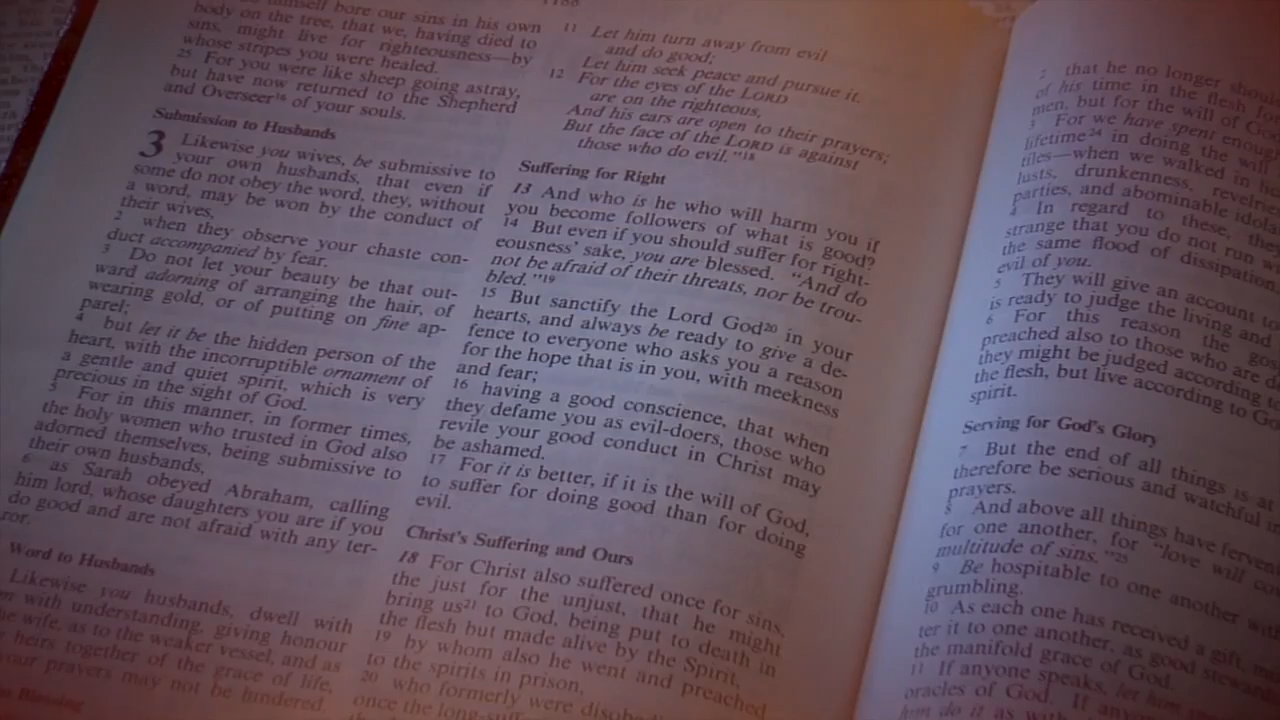 himself bore our sins in his own
body on the tree, that we, having died to
sins, might live for righteousness—by
whose stripes you were healed.
25 For you were like sheep going astray,
but have now returned to the Shepherd
and Overseer¹⁶ of your souls.
Submission to Husbands
3 Likewise you wives, be submissive to
your own husbands, that even if
some do not obey the word, they, without
a word, may be won by the conduct of
their wives,
2 when they observe your chaste con-
duct accompanied by fear.
3 Do not let your beauty be that out-
ward adorning of arranging the hair, of
wearing gold, or of putting on fine ap-
parel;
4 but let it be the hidden person of the
heart, with the incorruptible ornament of
a gentle and quiet spirit, which is very
precious in the sight of God.
5 For in this manner, in former times,
the holy women who trusted in God also
adorned themselves, being submissive to
their own husbands,
6 as Sarah obeyed Abraham, calling
him lord, whose daughters you are if you
do good and are not afraid with any ter-
ror.
Word to Husbands
Likewise you husbands, dwell with
with understanding, giving honour
wife, as to the weaker vessel, and as
heirs together of the grace of life,
your prayers may not be hindered
Blessing
11 Let him turn away from evil
and do good;
Let him seek peace and pursue it.
12 For the eyes of the LORD
are on the righteous,
And his ears are open to their prayers;
But the face of the LORD is against
those who do evil."¹⁸
Suffering for Right
13 And who is he who will harm you if
you become followers of what is good?
14 But even if you should suffer for right-
eousness' sake, you are blessed. "And do
not be afraid of their threats, nor be trou-
bled."¹⁹
15 But sanctify the Lord God²⁰ in your
hearts, and always be ready to give a de-
fence to everyone who asks you a reason
for the hope that is in you, with meekness
and fear;
16 having a good conscience, that when
they defame you as evil-doers, those who
revile your good conduct in Christ may
be ashamed.
17 For it is better, if it is the will of God,
to suffer for doing good than for doing
evil.
Christ's Suffering and Ours
18 For Christ also suffered once for sins,
the just for the unjust, that he might
bring us²¹ to God, being put to death in
the flesh but made alive by the Spirit,
19 by whom also he went and preached
to the spirits in prison,
20 who formerly were
once the
2 that he no longer
of his time in the flesh
men, but for the will of
3 For we have spent enough
lifetime²⁴ in doing the will
tiles—when we walked in
lusts, drunkenness,
parties, and abominable
4 In regard to these,
strange that you do not run
the same flood of dissipation,
evil of you.
5 They will give an account to
is ready to judge the living and
6 For this reason the
preached also to those who are
they might be judged according to
the flesh, but live according to
spirit.
Serving for God's Glory
7 But the end of all things is at
therefore be serious and watchful
prayers.
8 And above all things have
for one another, for "love will
multitude of sins."²⁵
9 Be hospitable to one another
grumbling.
10 As each one has received a gift,
ter it to one another, as good
the manifold grace of God.
11 If anyone speaks, let
oracles of God. If
him do it as